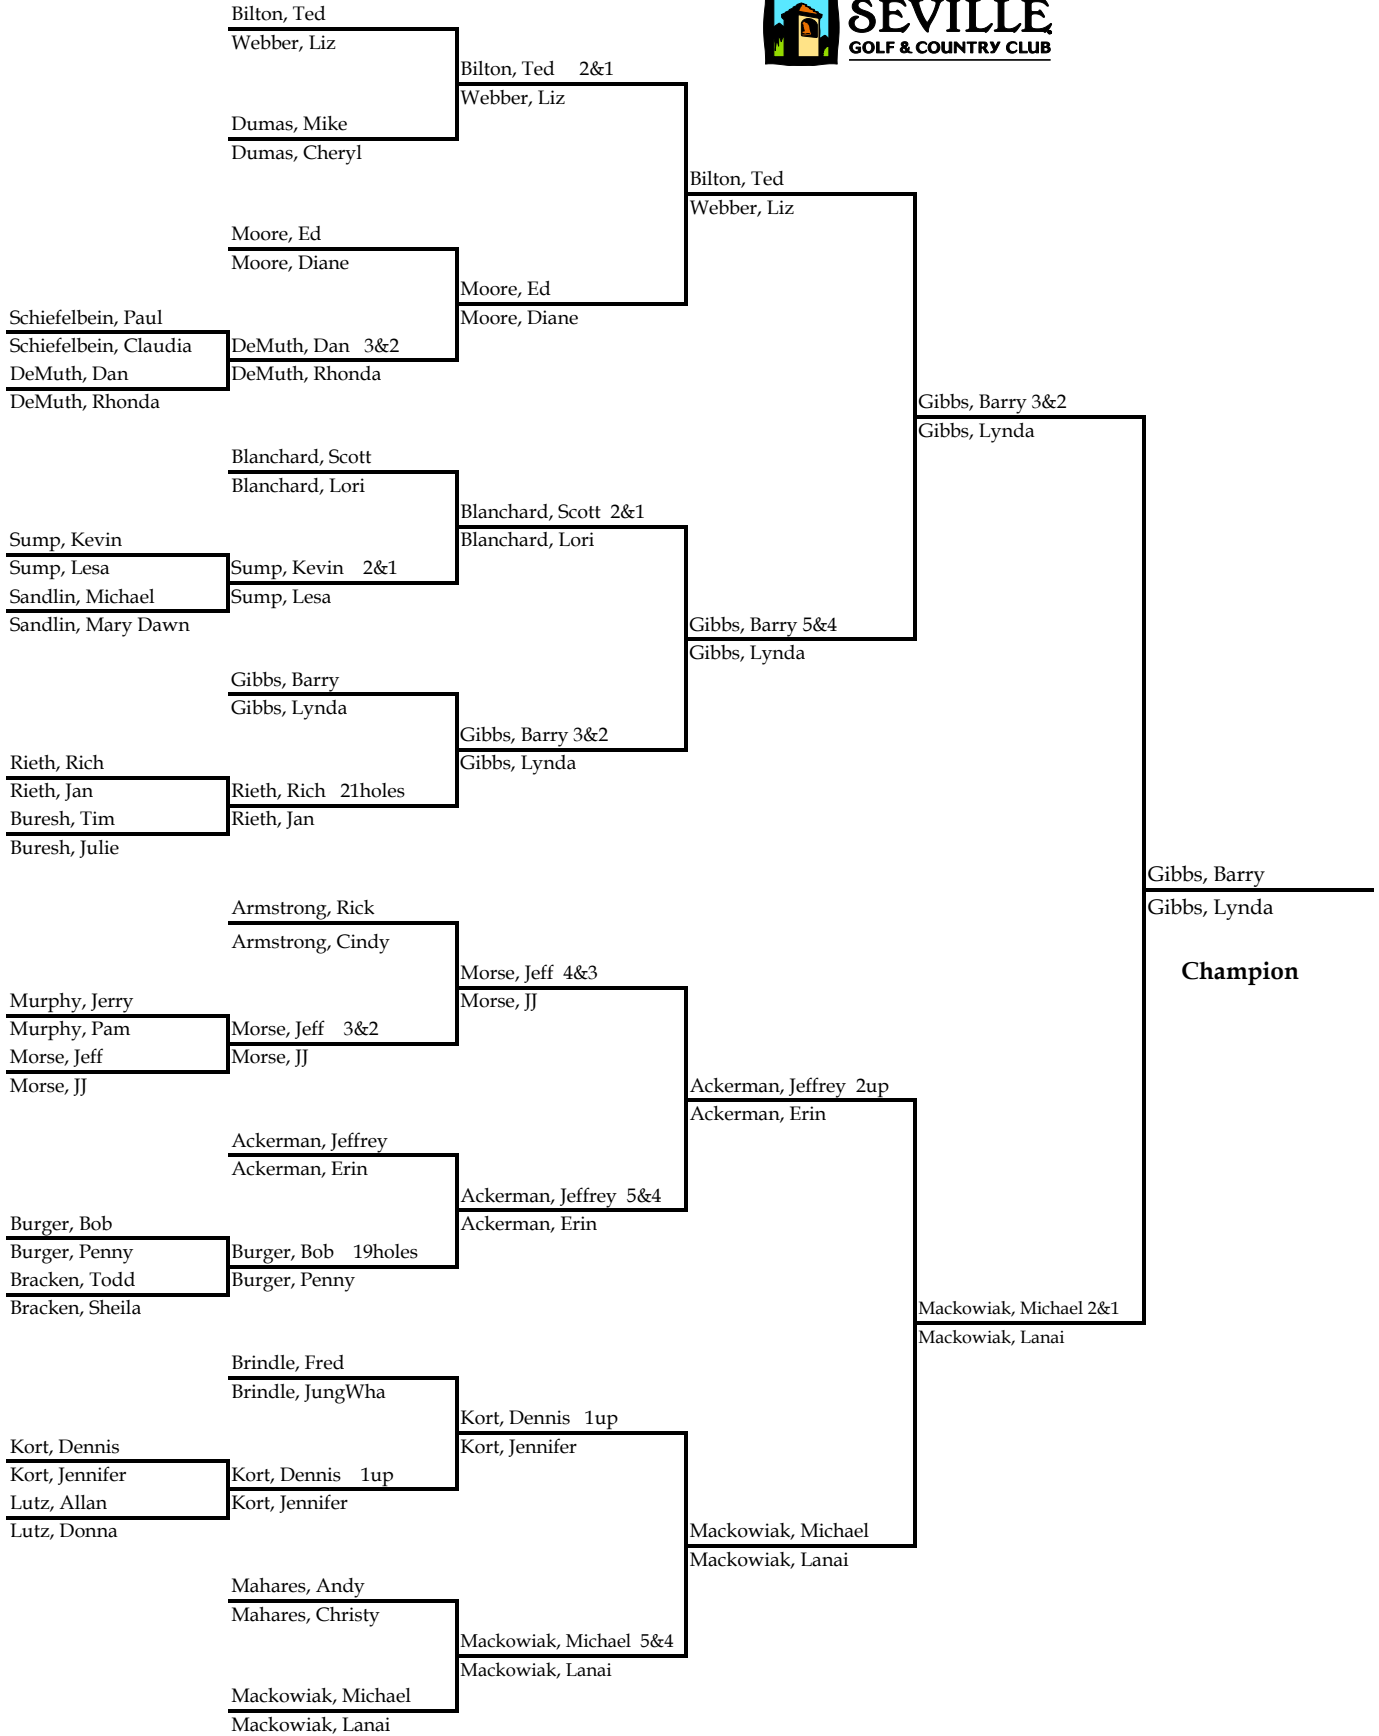 SEVILLE
GOLF & COUNTRY CLUB
Bilton, Ted
Webber, Liz
Bilton, Ted 2&1
Webber, Liz
Dumas, Mike
Dumas, Cheryl
Bilton, Ted
Webber, Liz
Moore, Ed
Moore, Diane
Moore, Ed
Moore, Diane
Schiefelbein, Paul
Schiefelbein, Claudia
DeMuth, Dan
DeMuth, Rhonda
DeMuth, Dan 3&2
DeMuth, Rhonda
Gibbs, Barry 3&2
Gibbs, Lynda
Blanchard, Scott
Blanchard, Lori
Blanchard, Scott 2&1
Blanchard, Lori
Sump, Kevin
Sump, Lesa
Sandlin, Michael
Sandlin, Mary Dawn
Sump, Kevin 2&1
Sump, Lesa
Gibbs, Barry 5&4
Gibbs, Lynda
Gibbs, Barry
Gibbs, Lynda
Gibbs, Barry 3&2
Gibbs, Lynda
Rieth, Rich
Rieth, Jan
Buresh, Tim
Buresh, Julie
Rieth, Rich 21holes
Rieth, Jan
Gibbs, Barry
Gibbs, Lynda
Champion
Armstrong, Rick
Armstrong, Cindy
Morse, Jeff 4&3
Morse, JJ
Murphy, Jerry
Murphy, Pam
Morse, Jeff
Morse, JJ
Morse, Jeff 3&2
Morse, JJ
Ackerman, Jeffrey 2up
Ackerman, Erin
Ackerman, Jeffrey
Ackerman, Erin
Ackerman, Jeffrey 5&4
Ackerman, Erin
Burger, Bob
Burger, Penny
Bracken, Todd
Bracken, Sheila
Burger, Bob 19holes
Burger, Penny
Mackowiak, Michael 2&1
Mackowiak, Lanai
Brindle, Fred
Brindle, JungWha
Kort, Dennis 1up
Kort, Jennifer
Kort, Dennis
Kort, Jennifer
Lutz, Allan
Lutz, Donna
Kort, Dennis 1up
Kort, Jennifer
Mackowiak, Michael
Mackowiak, Lanai
Mahares, Andy
Mahares, Christy
Mackowiak, Michael 5&4
Mackowiak, Lanai
Mackowiak, Michael
Mackowiak, Lanai